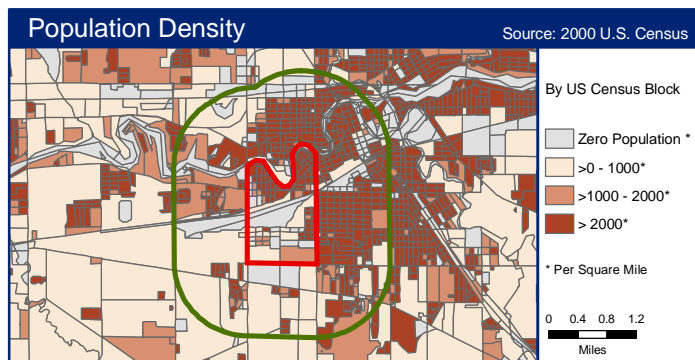 Population Density
Source: 2000 U.S. Census
By US Census Block
Zero Population *
>0 - 1000*
>1000 - 2000*
> 2000*
* Per Square Mile
0 0.4 0.8 1.2
Miles